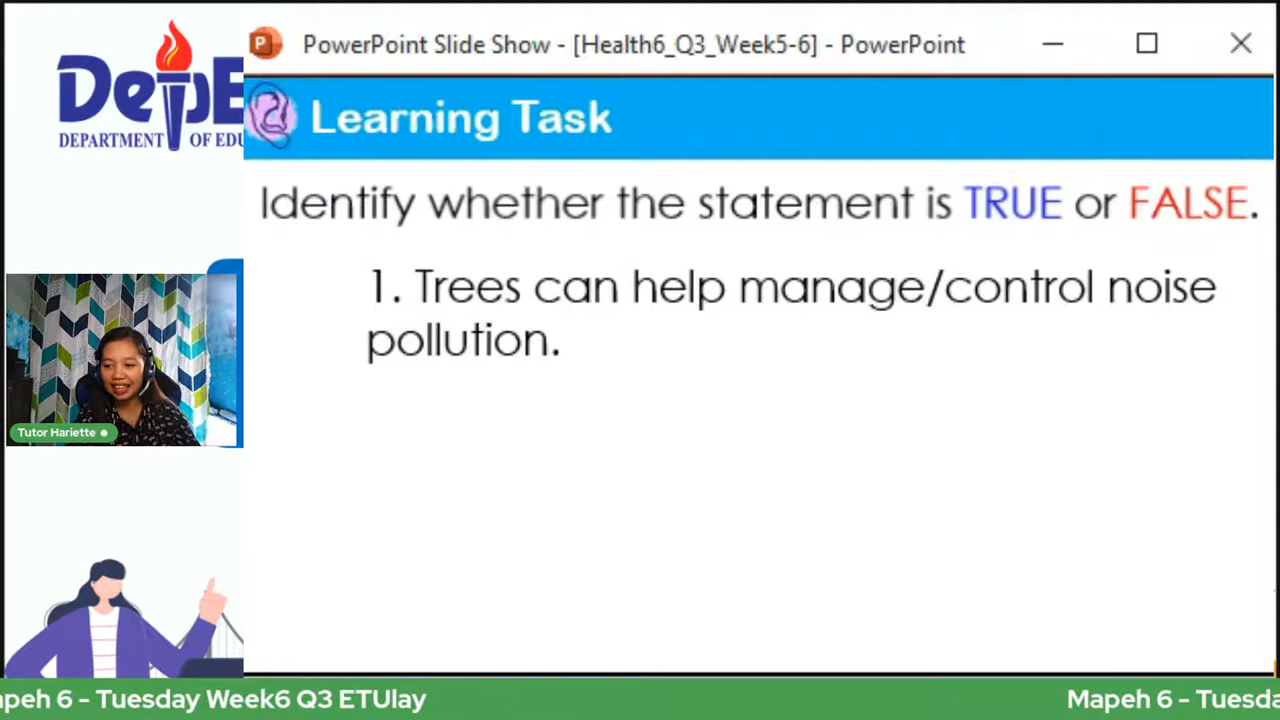 DepE
DEPARTMENT OF EDU
PowerPoint Slide Show - [Health6_Q3_Week5-6] - PowerPoint
Learning Task
Identify whether the statement is TRUE or FALSE.
1. Trees can help manage/control noise
pollution.
Tutor Hariette
apeh 6 - Tuesday Week6 Q3 ETUlay
Mapeh 6 - Tuesda